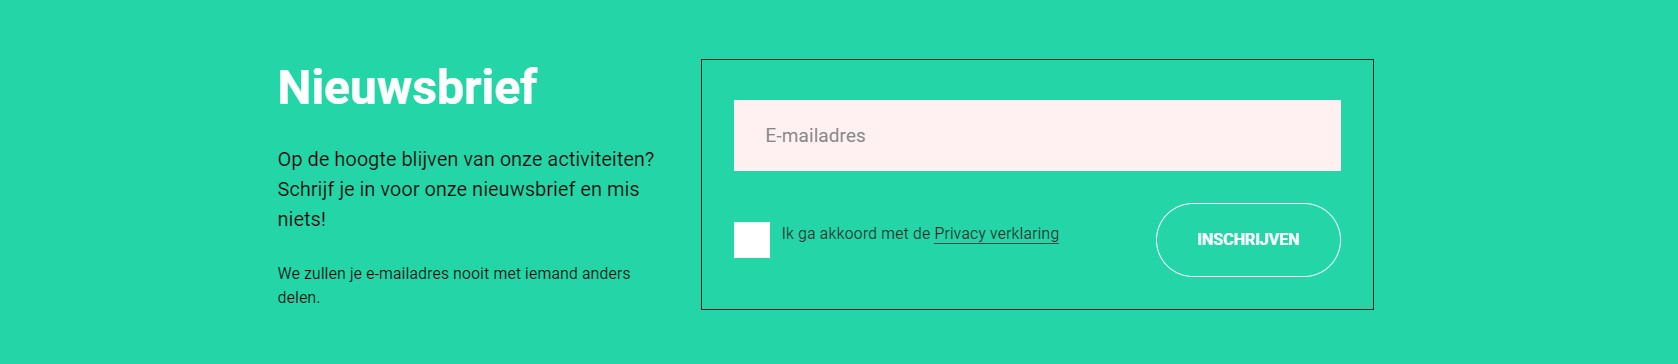 Nieuwsbrief
Op de hoogte blijven van onze activiteiten?
Schrijf je in voor onze nieuwsbrief en mis
niets!
We zullen je e-mailadres nooit met iemand anders
delen.
E-mailadres
Ik ga akkoord met de Privacy verklaring
INSCHRIJVEN